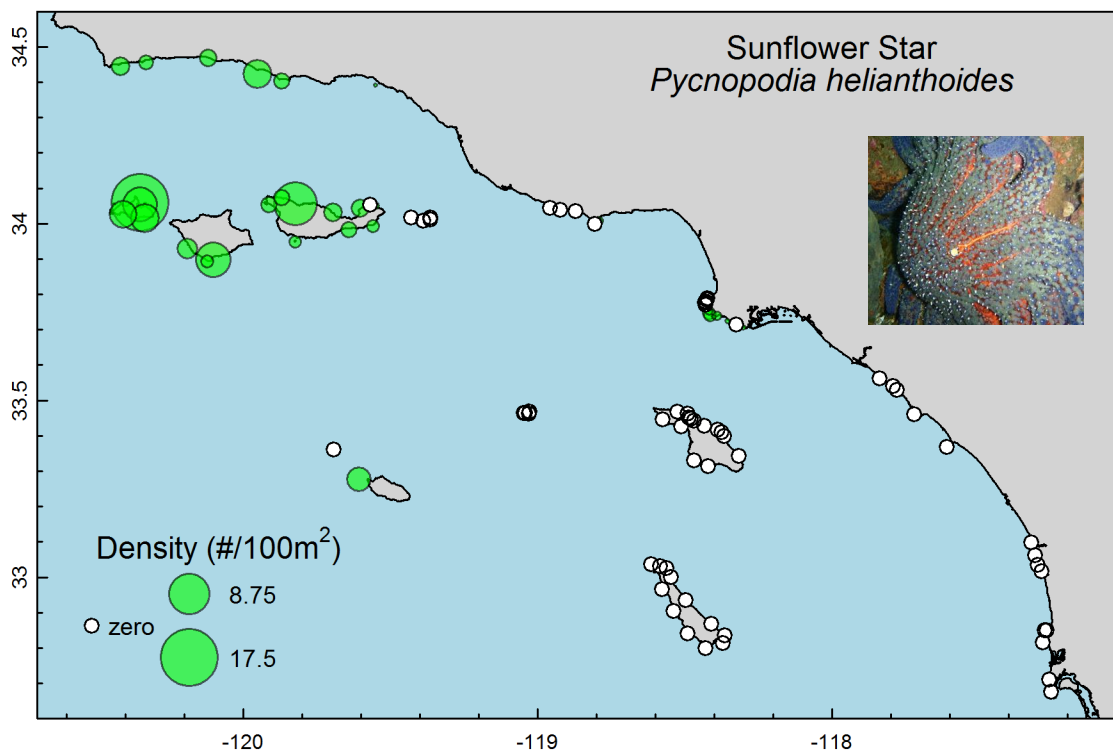 Sunflower Star
Pycnopodia helianthoides
34.5
34
33.5
33
Density (#/100m²)
8.75
zero
17.5
-120
-119
-118